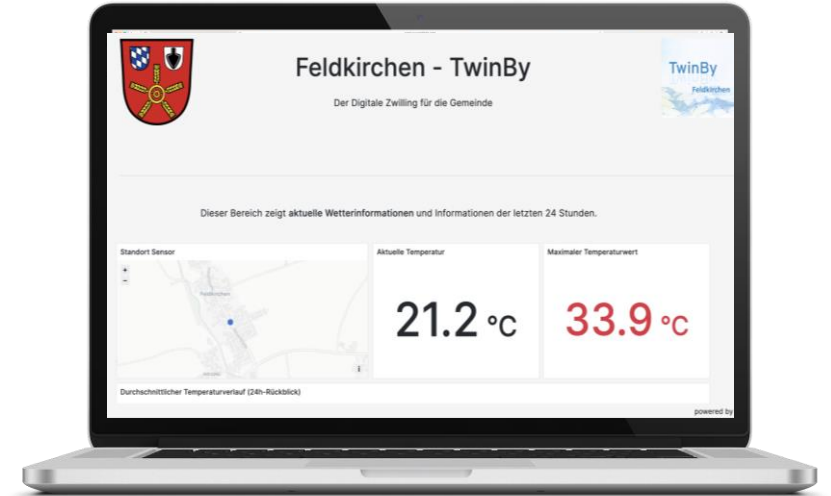 Feldkirchen - TwinBy
TwinBy
Feldkirchen
Der Digitale Zwilling für die Gemeinde
Dieser Bereich zeigt aktuelle Wetterinformationen und Informationen der letzten 24 Stunden.
Standort Sensor
Aktuelle Temperatur
Maximaler Temperaturwert
+
−
Feldkirchen
21.2 °C
33.9 °C
i
Durchschnittlicher Temperaturverlauf (24h-Rückblick)
powered by